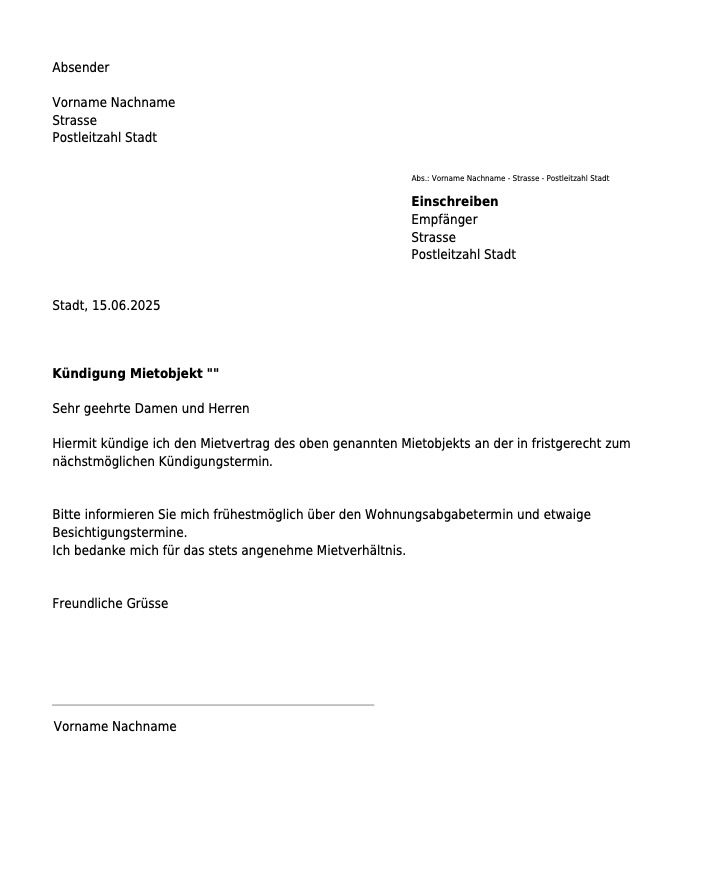 Absender
Vorname Nachname
Strasse
Postleitzahl Stadt
Abs.: Vorname Nachname - Strasse - Postleitzahl Stadt
Einschreiben
Empfänger
Strasse
Postleitzahl Stadt
Stadt, 15.06.2025
Kündigung Mietobjekt ""
Sehr geehrte Damen und Herren
Hiermit kündige ich den Mietvertrag des oben genannten Mietobjekts an der in fristgerecht zum
nächstmöglichen Kündigungstermin.
Bitte informieren Sie mich frühestmöglich über den Wohnungsabgabetermin und etwaige
Besichtigungstermine.
Ich bedanke mich für das stets angenehme Mietverhältnis.
Freundliche Grüsse
Vorname Nachname